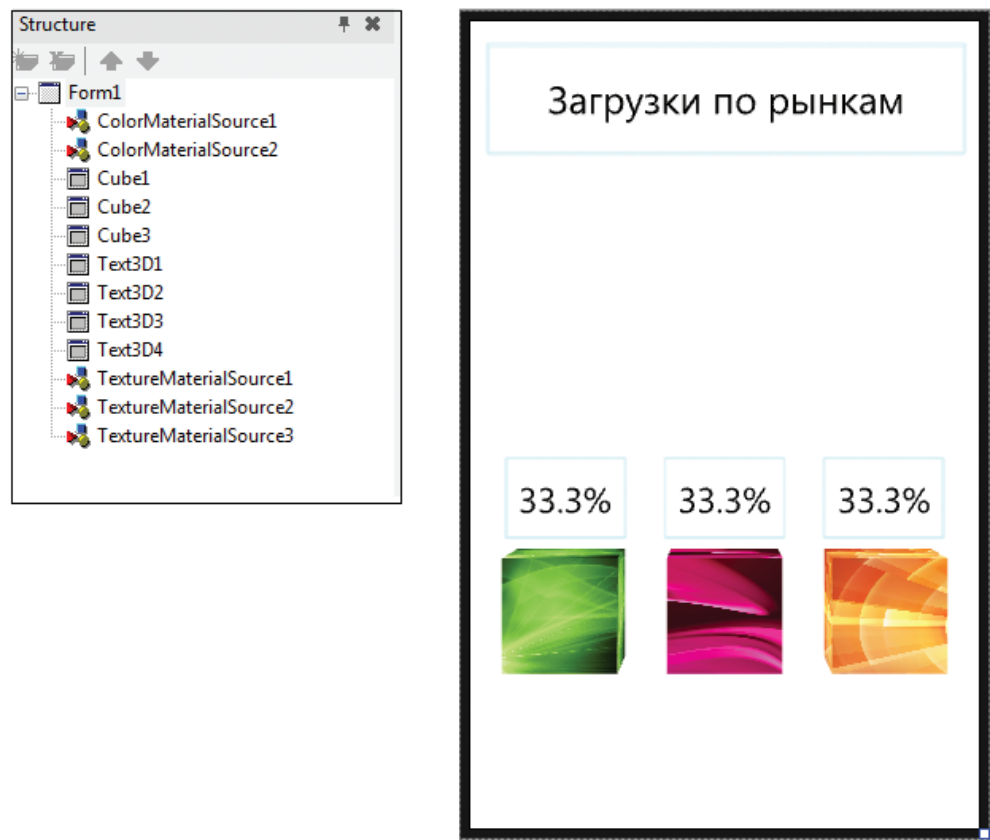 Structure
Form1
ColorMaterialSource1
ColorMaterialSource2
Cube1
Cube2
Cube3
Text3D1
Text3D2
Text3D3
Text3D4
TextureMaterialSource1
TextureMaterialSource2
TextureMaterialSource3
Загрузки по рынкам
33.3% 33.3% 33.3%